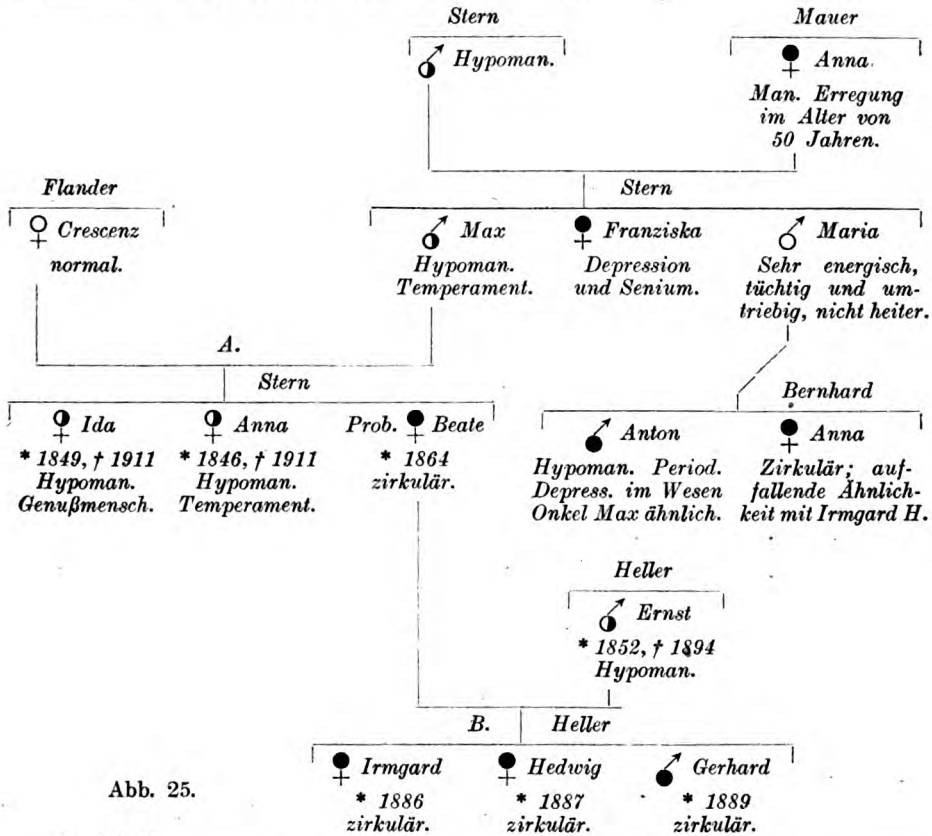 Stern Mauer
Hypoman. Anna.
Man. Erregung
im Alter von
50 Jahren.
Flander Stern
Crescenz Max Franziska Maria
normal. Hypoman. Depression Sehr energisch,
Temperament. und Senium. tüchtig und um-
triebig, nicht heiter.
A.
Stern Bernhard
Ida Anna Prob. Beate Anton Anna
* 1849, † 1911 * 1846, † 1911 * 1864 Hypoman. Period. Zirkulär; auf-
Hypoman. Hypoman. zirkulär. Depress. im Wesen fallende Ähnlich-
Genußmensch. Temperament. Onkel Max ähnlich. keit mit Irmgard H.
Heller
Ernst
* 1852, † 1894
Hypoman.
B. Heller
Irmgard Hedwig Gerhard
Abb. 25. * 1886 * 1887 * 1889
zirkulär. zirkulär. zirkulär.